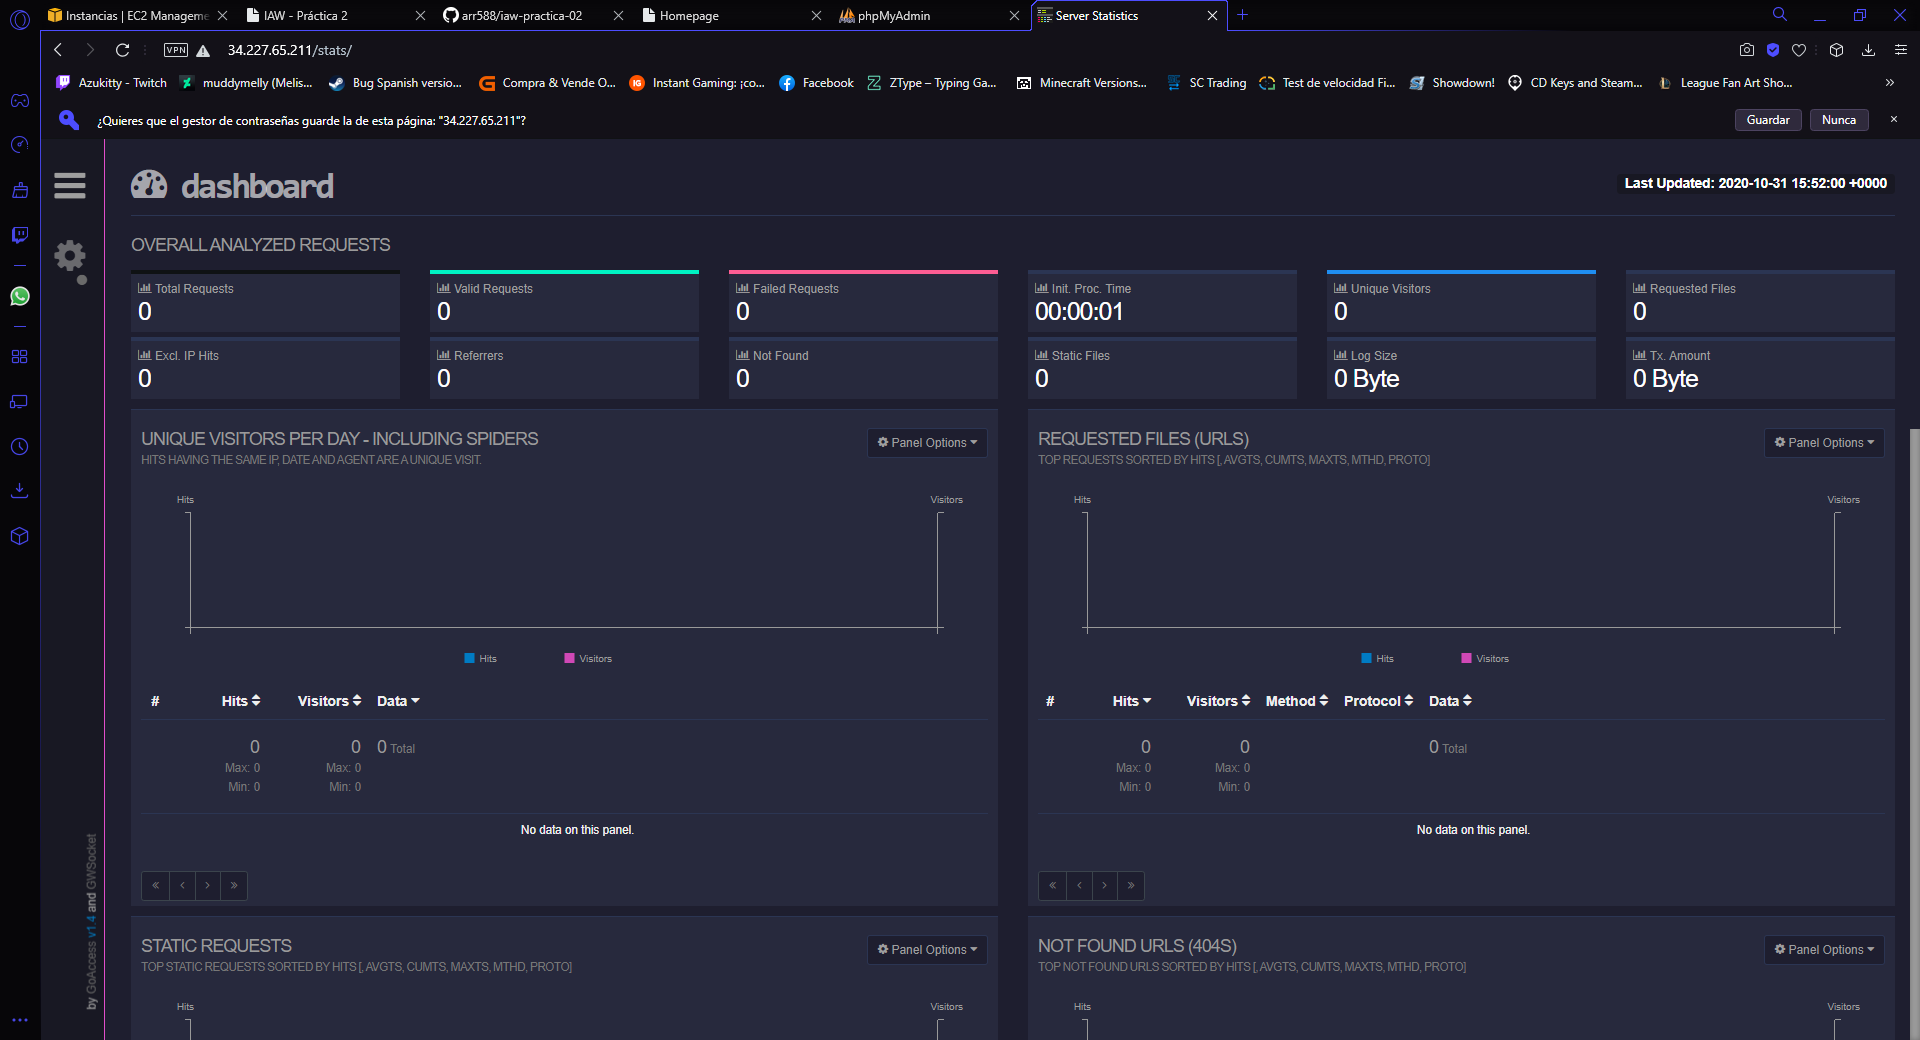 Instancias | EC2 Manageme
IAW - Práctica 2
arr588/iaw-practica-02
Homepage
phpMyAdmin
Server Statistics
VPN
34.227.65.211/stats/
Azukitty - Twitch
muddymelly (Melis...
Bug Spanish versio...
Compra & Vende O...
Instant Gaming: ¡co...
Facebook
ZType – Typing Ga...
Minecraft Versions...
SC Trading
Test de velocidad Fi...
Showdown!
CD Keys and Steam...
League Fan Art Sho...
¿Quieres que el gestor de contraseñas guarde la de esta página: "34.227.65.211"?
Guardar
Nunca
dashboard
Last Updated: 2020-10-31 15:52:00 +0000
OVERALL ANALYZED REQUESTS
Total Requests
0
Valid Requests
0
Failed Requests
0
Init. Proc. Time
00:00:01
Unique Visitors
0
Requested Files
0
Excl. IP Hits
0
Referrers
0
Not Found
0
Static Files
0
Log Size
0 Byte
Tx. Amount
0 Byte
UNIQUE VISITORS PER DAY - INCLUDING SPIDERS
HITS HAVING THE SAME IP, DATE AND AGENT ARE A UNIQUE VISIT.
Panel Options
Hits
Visitors
Hits
Visitors
# Hits Visitors Data
0 0 0 Total
Max: 0 Max: 0
Min: 0 Min: 0
No data on this panel.
« ‹ › »
REQUESTED FILES (URLS)
TOP REQUESTS SORTED BY HITS [, AVGTS, CUMTS, MAXTS, MTHD, PROTO]
Panel Options
Hits
Visitors
Hits
Visitors
# Hits Visitors Method Protocol Data
0 0 0 Total
Max: 0 Max: 0
Min: 0 Min: 0
No data on this panel.
« ‹ › »
STATIC REQUESTS
TOP STATIC REQUESTS SORTED BY HITS [, AVGTS, CUMTS, MAXTS, MTHD, PROTO]
Panel Options
Hits
Visitors
NOT FOUND URLS (404S)
TOP NOT FOUND URLS SORTED BY HITS [, AVGTS, CUMTS, MAXTS, MTHD, PROTO]
Panel Options
Hits
Visitors
by GoAccess v1.4 and GWSocket